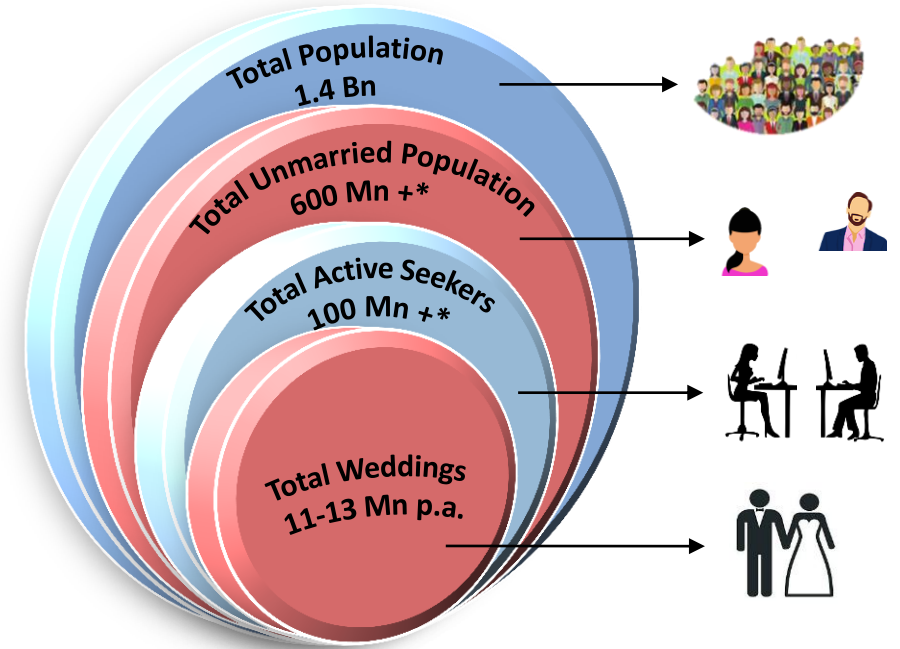 Total Population
1.4 Bn
Total Unmarried Population
600 Mn +*
Total Active Seekers
100 Mn +*
Total Weddings
11-13 Mn p.a.